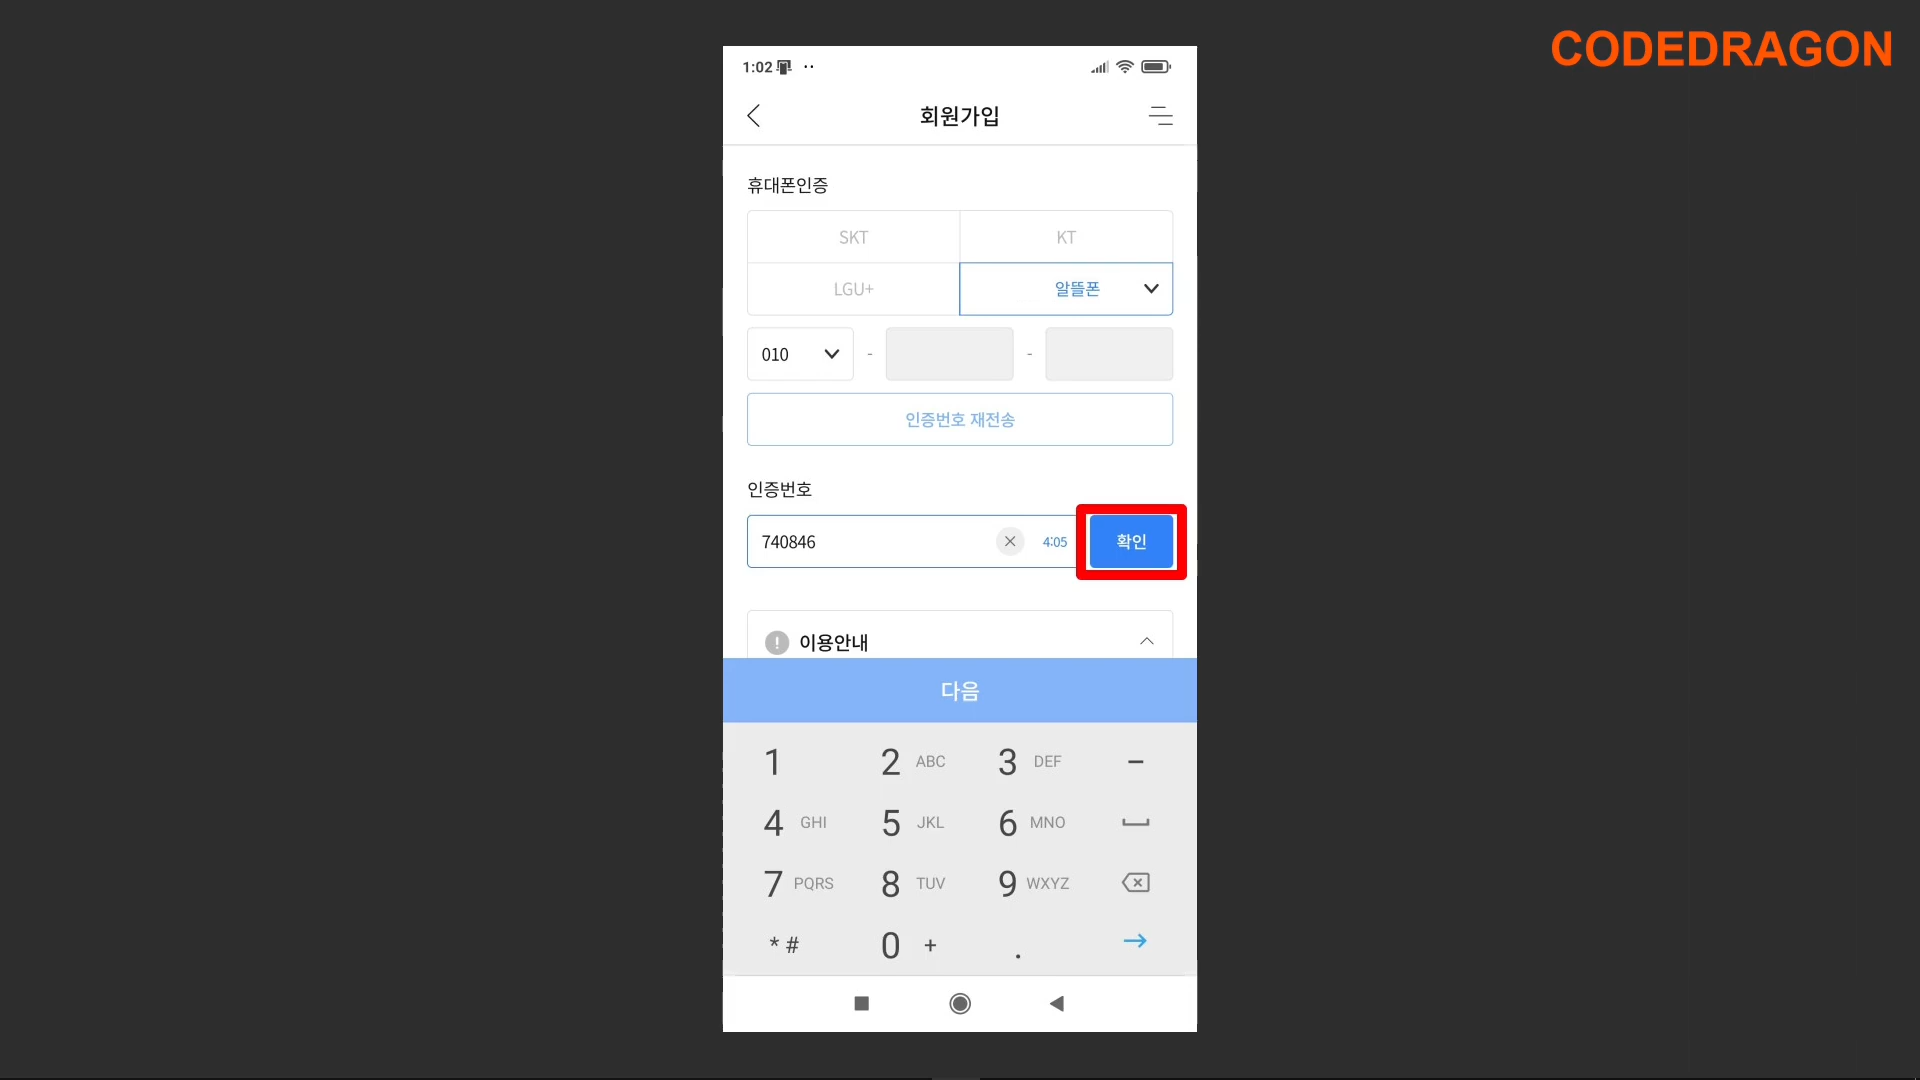 CODEDRAGON
1:02
회원가입
휴대폰인증
SKT
KT
LGU+
알뜰폰
010 - -
인증번호 재전송
인증번호
740846
4:05
확인
이용안내
다음
1
2 ABC
3 DEF
-
4 GHI
5 JKL
6 MNO
7 PQRS
8 TUV
9 WXYZ
* #
0 +
.